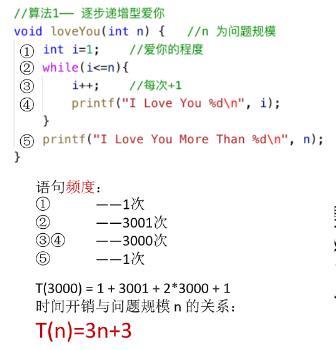 //算法1—— 逐步递增型爱你
void loveYou(int n) {   //n 为问题规模
① int i=1;    //爱你的程度
② while(i<=n){
③ i++;    //每次+1
④ printf("I Love You %d\n", i);
}
⑤ printf("I Love You More Than %d\n", n);
}
语句频度：
① ——1次
② ——3001次
③④ ——3000次
⑤ ——1次
T(3000) = 1 + 3001 + 2*3000 + 1
时间开销与问题规模 n 的关系：
T(n)=3n+3